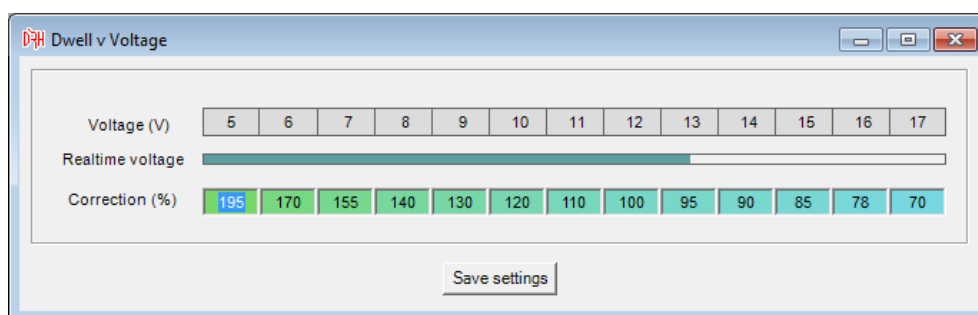 DRH Dwell v Voltage
Voltage (V) 5 6 7 8 9 10 11 12 13 14 15 16 17
Realtime voltage
Correction (%) 195 170 155 140 130 120 110 100 95 90 85 78 70
Save settings